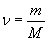 ν = m/M